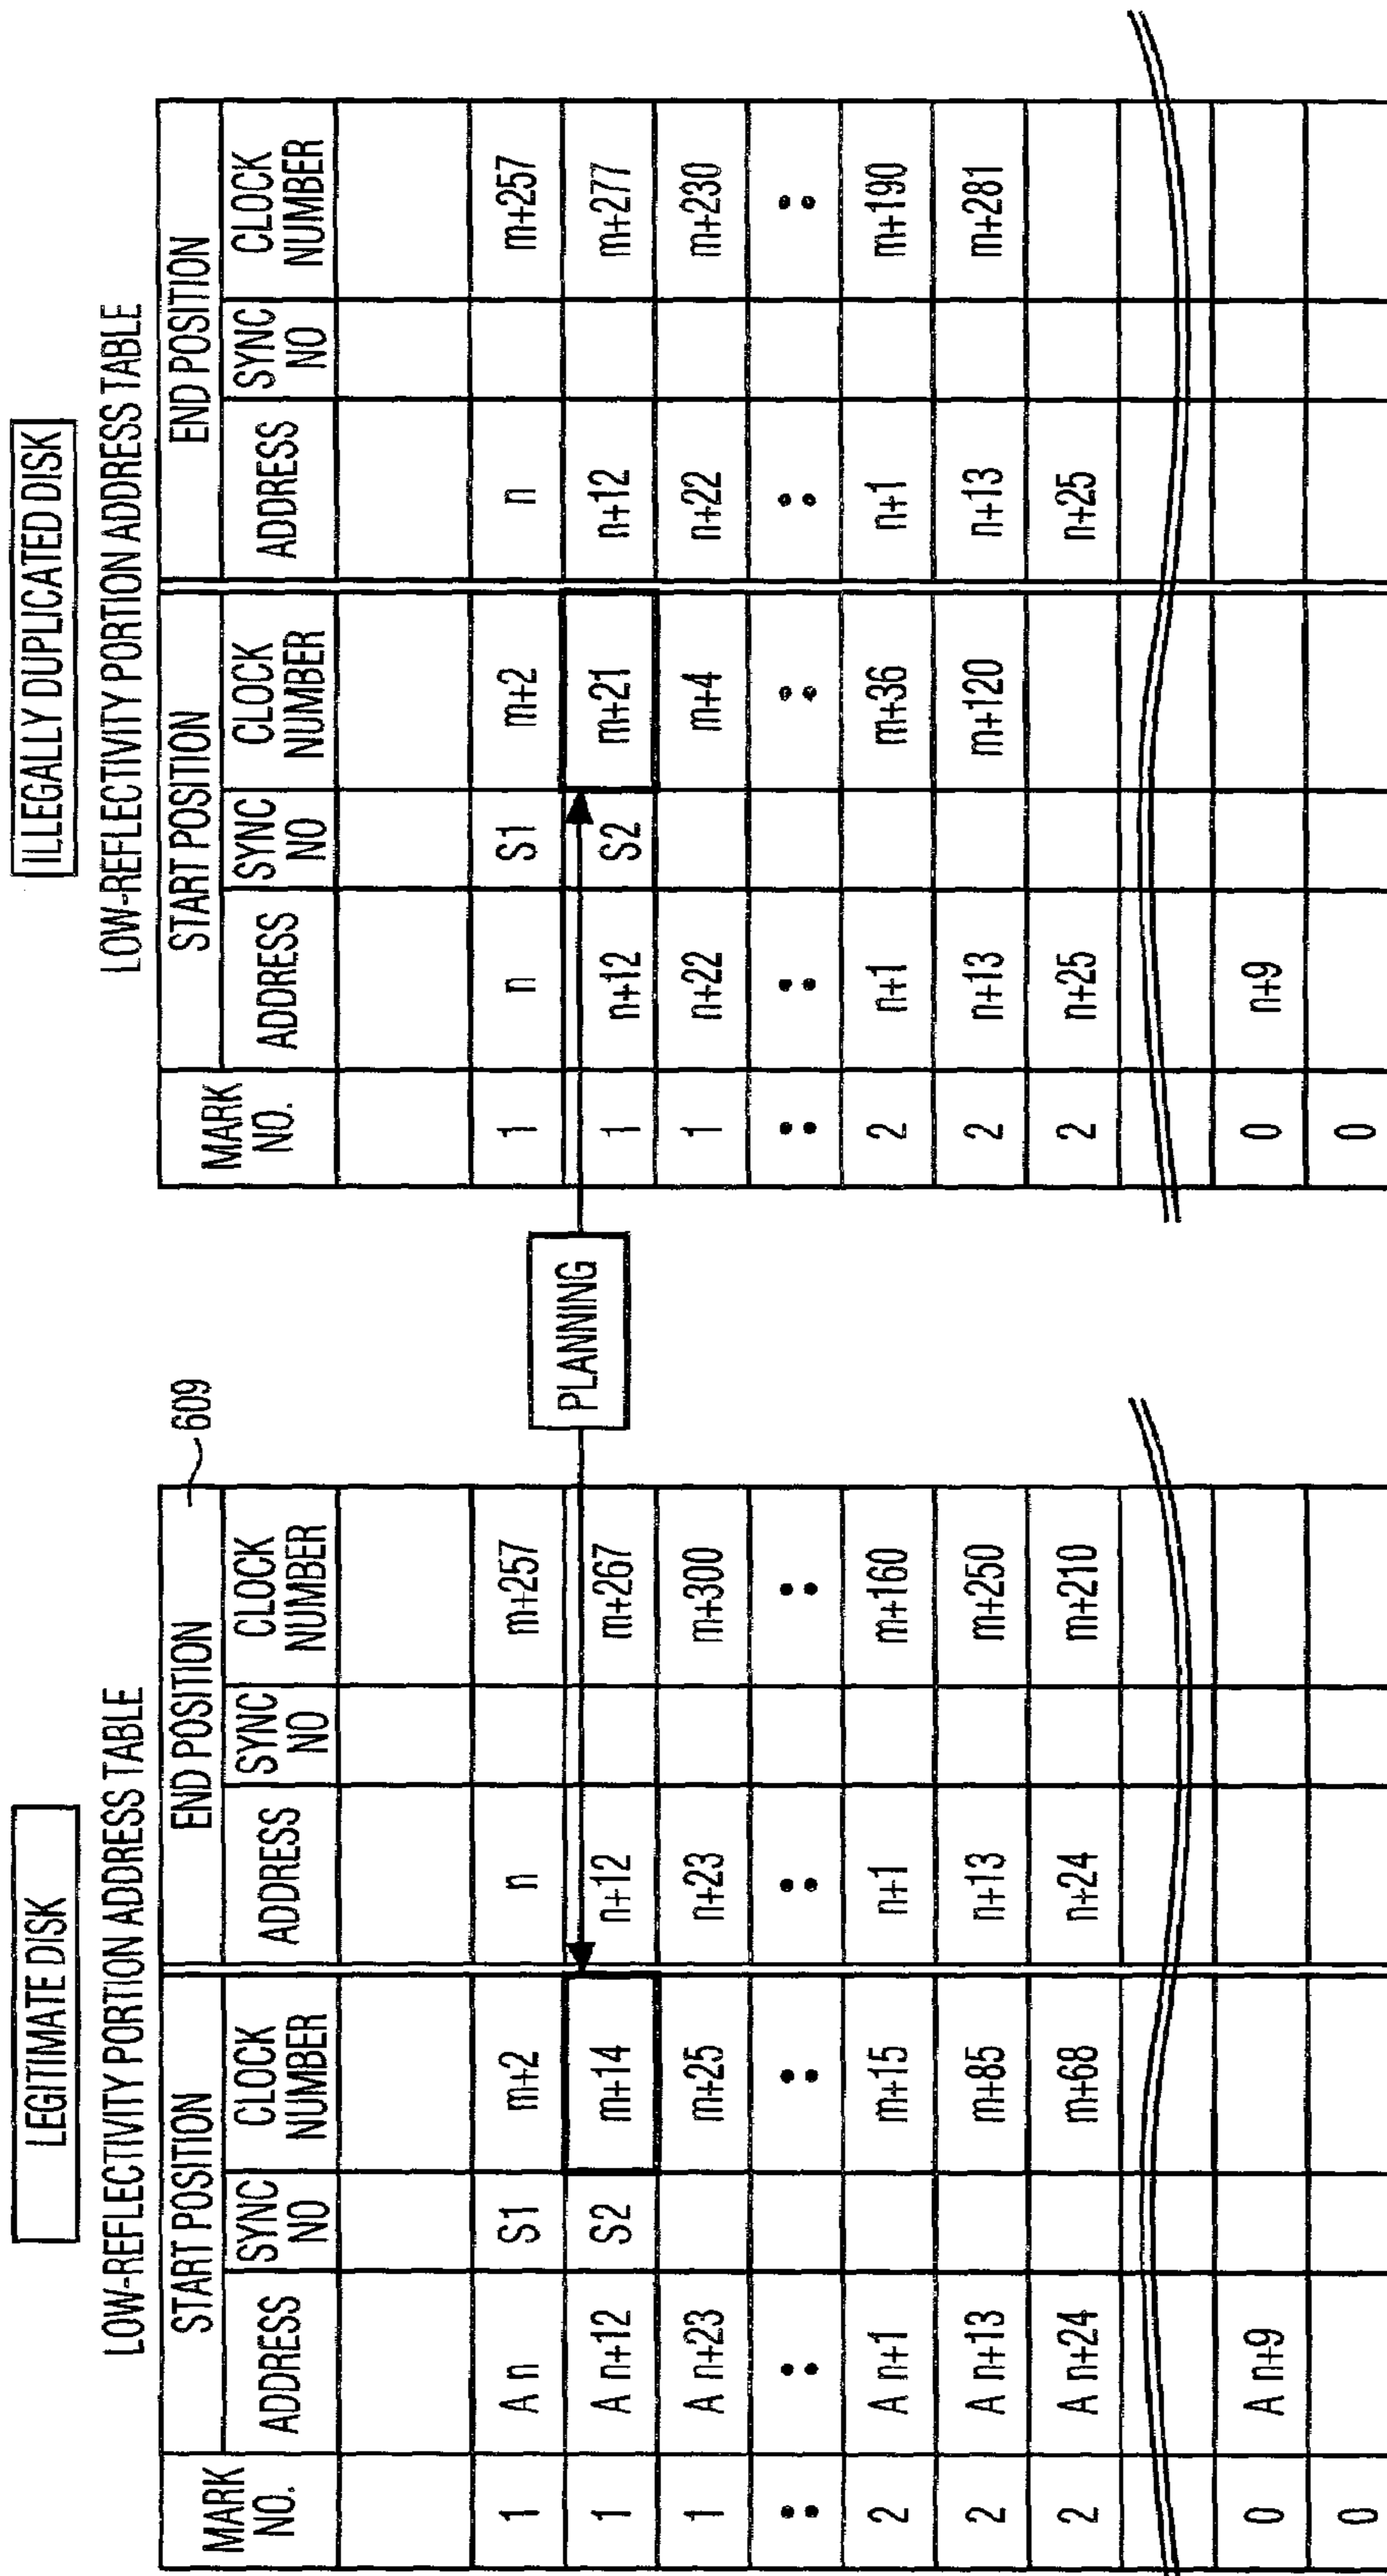 LEGITIMATE DISK
LOW-REFLECTIVITY PORTION ADDRESS TABLE
609
MARK NO. START POSITION END POSITION
ADDRESS SYNC NO CLOCK NUMBER ADDRESS SYNC NO CLOCK NUMBER
1 A n S1 m+2 n m+257
1 A n+12 S2 m+14 n+12 m+267
1 A n+23 m+25 n+23 m+300
: : : : :
2 A n+1 m+15 n+1 m+160
2 A n+13 m+85 n+13 m+250
2 A n+24 m+68 n+24 m+210
0 A n+9
0
PLANNING
ILLEGALLY DUPLICATED DISK
LOW-REFLECTIVITY PORTION ADDRESS TABLE
MARK NO. START POSITION END POSITION
ADDRESS SYNC NO CLOCK NUMBER ADDRESS SYNC NO CLOCK NUMBER
1 n S1 m+2 n m+257
1 n+12 S2 m+21 n+12 m+277
1 n+22 m+4 n+22 m+230
: : : : :
2 n+1 m+36 n+1 m+190
2 n+13 m+120 n+13 m+281
2 n+25 n+25
0 n+9
0